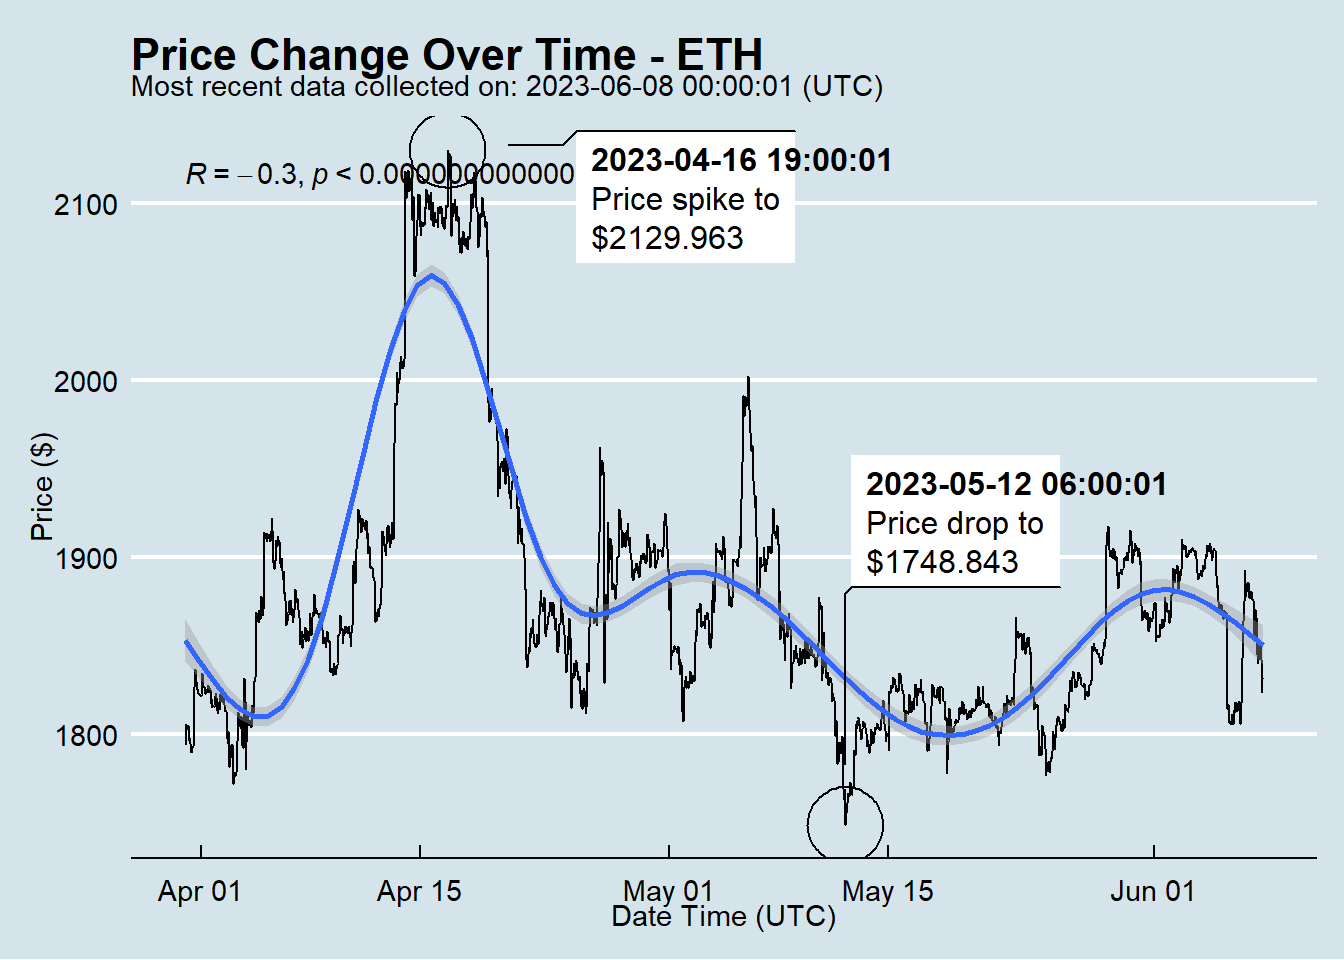 Price Change Over Time - ETH
Most recent data collected on: 2023-06-08 00:00:01 (UTC)
R = −0.3, p < 0.000000000000
2023-04-16 19:00:01
Price spike to
$2129.963
2023-05-12 06:00:01
Price drop to
$1748.843
Price ($)
2100
2000
1900
1800
Apr 01
Apr 15
May 01
May 15
Jun 01
Date Time (UTC)